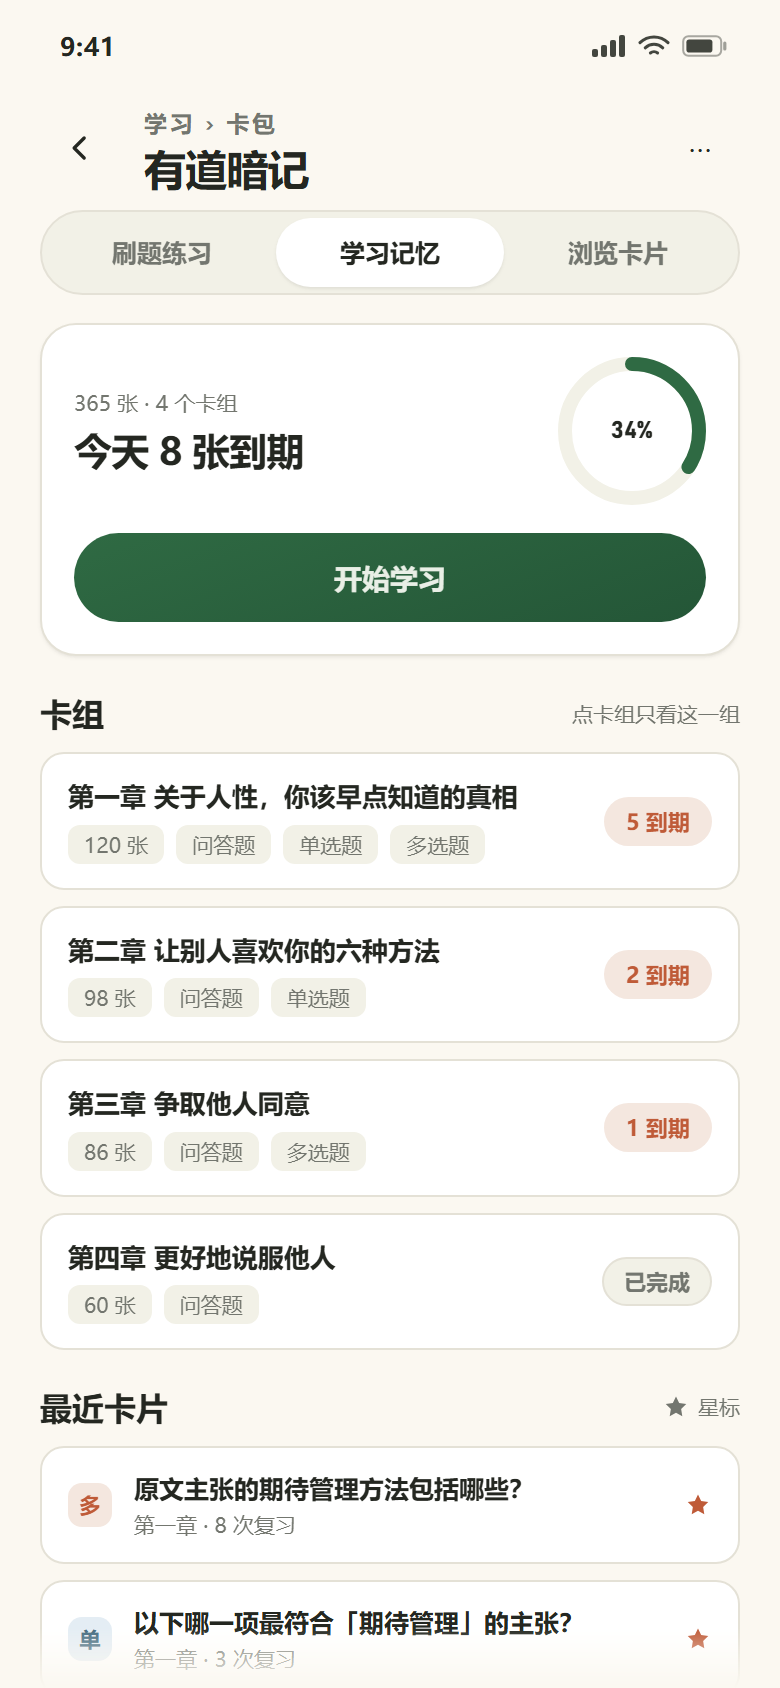 9:41
学习 › 卡包
有道暗记
...
刷题练习 学习记忆 浏览卡片
365 张 · 4 个卡组
今天 8 张到期
34%
开始学习
卡组 点卡组只看这一组
第一章 关于人性，你该早点知道的真相
120 张 问答题 单选题 多选题
5 到期
第二章 让别人喜欢你的六种方法
98 张 问答题 单选题
2 到期
第三章 争取他人同意
86 张 问答题 多选题
1 到期
第四章 更好地说服他人
60 张 问答题
已完成
最近卡片 ★ 星标
多
原文主张的期待管理方法包括哪些？
第一章 · 8 次复习
单
以下哪一项最符合「期待管理」的主张？
第一章 · 3 次复习